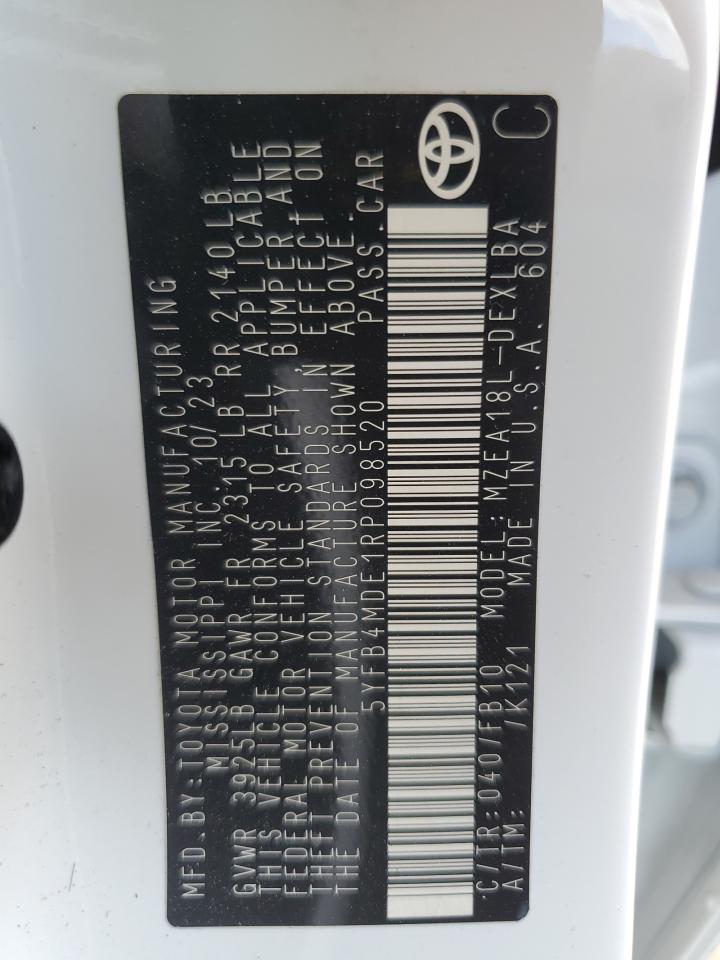 MFD.BY:TOYOTA MOTOR MANUFACTURING
MISSISSIPPI INC. 10/23
GVWR 3925LB GAWR FR 2315 LB RR 2140LB
THIS VEHICLE CONFORMS TO ALL APPLICABLE
FEDERAL MOTOR VEHICLE SAFETY, BUMPER AND
THEFT PREVENTION STANDARDS IN EFFECT ON
THE DATE OF MANUFACTURE SHOWN ABOVE.
5YFB4MDE1RP098520 PASS.CAR
C/TR:040/FB10 MODEL:MZEA18L-DEXLBA
A/TM: /K121 MADE IN U.S.A. 604
C